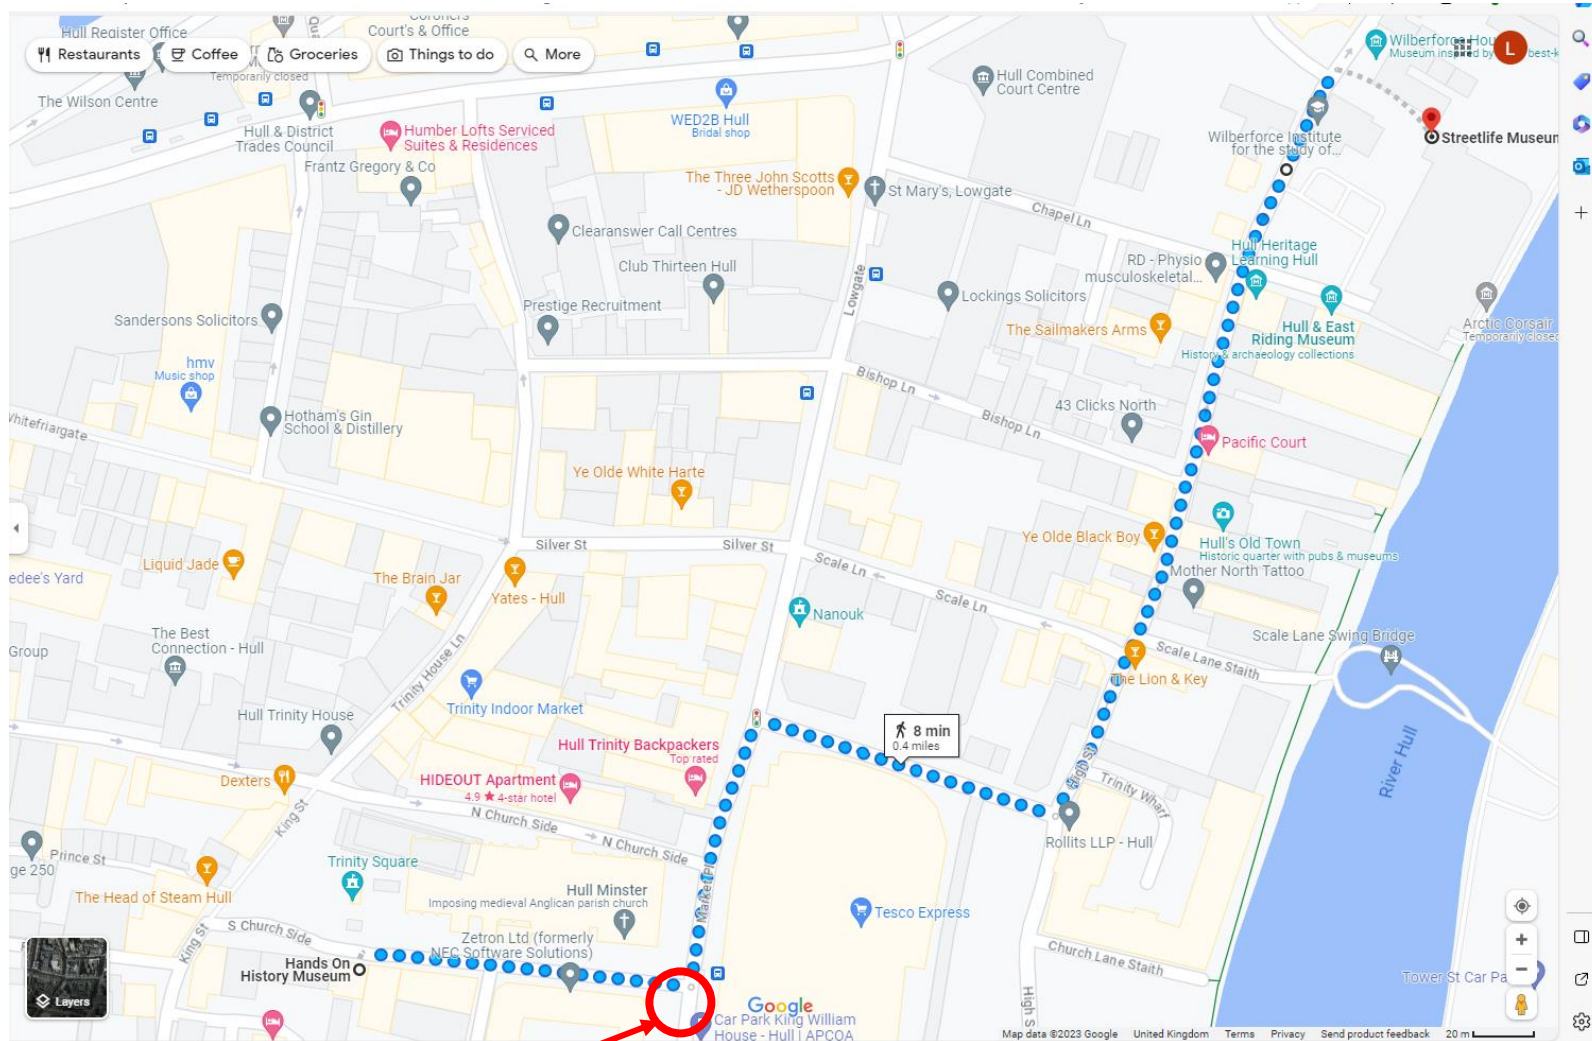 Hull Register Office
Coroner's
Court's & Office
Restaurants
Coffee
Groceries
Things to do
More
Temporarily closed
The Wilson Centre
Hull & District
Trades Council
Humber Lofts Serviced
Suites & Residences
Frantz Gregory & Co
WED2B Hull
Bridal shop
Hull Combined
Court Centre
Wilberforce Hou
Museum inspired by
best-k
L
Wilberforce Institute
for the study of...
Streetlife Museum
The Three John Scotts
- JD Wetherspoon
St Mary's, Lowgate
Chapel Ln
Clearanswer Call Centres
Club Thirteen Hull
Prestige Recruitment
Lowgate
Hull Heritage
Learning Hull
RD - Physio
musculoskeletal...
Lockings Solicitors
The Sailmakers Arms
Hull & East
Riding Museum
History & archaeology collections
Arctic Corsair
Temporarily closed
Sandersons Solicitors
hmv
Music shop
Hotham's Gin
School & Distillery
Whitefriargate
Bishop Ln
Bishop Ln
43 Clicks North
Pacific Court
Ye Olde White Harte
Silver St
Silver St
Scale Ln
Scale Ln
Ye Olde Black Boy
Hull's Old Town
Historic quarter with pubs & museums
Mother North Tattoo
Liquid Jade
edee's Yard
The Brain Jar
Yates - Hull
Nanouk
Scale Lane Swing Bridge
Scale Lane Staith
The Lion & Key
The Best
Connection - Hull
Group
Trinity House Ln
Trinity Indoor Market
Hull Trinity House
Hull Trinity Backpackers
Top rated
8 min
0.4 miles
River Hull
High St
Trinity Wharf
Dexters
HIDEOUT Apartment
4.9 ★ 4-star hotel
King St
N Church Side
N Church Side
Rollits LLP - Hull
Prince St
ge 250
Trinity Square
The Head of Steam Hull
Hull Minster
Imposing medieval Anglican parish church
Market Pl
Tesco Express
S Church Side
King St
Zetron Ltd (formerly
NEC Software Solutions)
Hands On
History Museum
Church Lane Staith
High S
Tower St Car Pa
Layers
Google
Car Park King William
House - Hull | APCOA
Map data ©2023 Google
United Kingdom
Terms
Privacy
Send product feedback
20 m